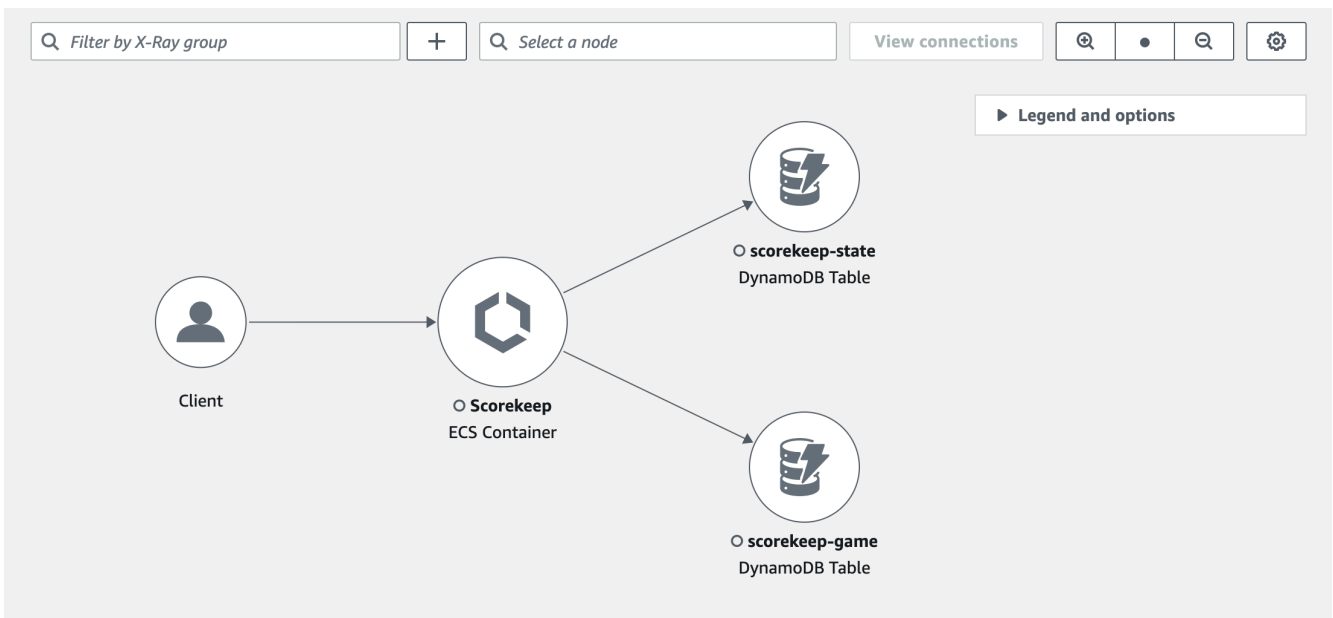 Filter by X-Ray group
Select a node
View connections
Legend and options
scorekeep-state
DynamoDB Table
Client
Scorekeep
ECS Container
scorekeep-game
DynamoDB Table